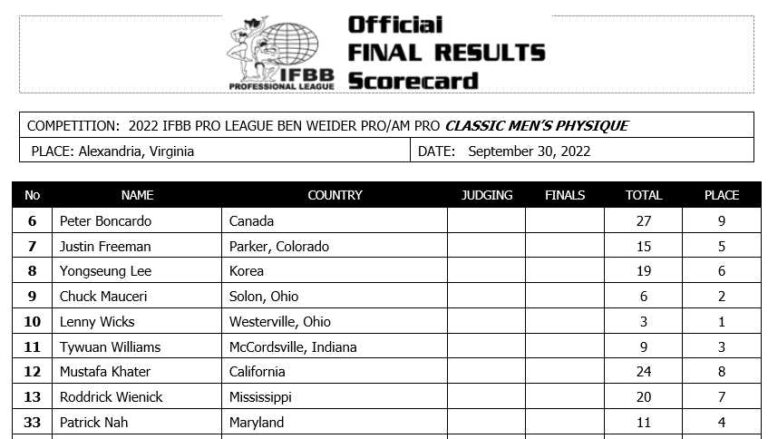 Official
FINAL RESULTS
Scorecard
IFBB
PROFESSIONAL LEAGUE
COMPETITION: 2022 IFBB PRO LEAGUE BEN WEIDER PRO/AM PRO CLASSIC MEN'S PHYSIQUE
PLACE: Alexandria, Virginia DATE: September 30, 2022
No NAME COUNTRY JUDGING FINALS TOTAL PLACE
6 Peter Boncardo Canada 27 9
7 Justin Freeman Parker, Colorado 15 5
8 Yongseung Lee Korea 19 6
9 Chuck Mauceri Solon, Ohio 6 2
10 Lenny Wicks Westerville, Ohio 3 1
11 Tywuan Williams McCordsville, Indiana 9 3
12 Mustafa Khater California 24 8
13 Roddrick Wienick Mississippi 20 7
33 Patrick Nah Maryland 11 4